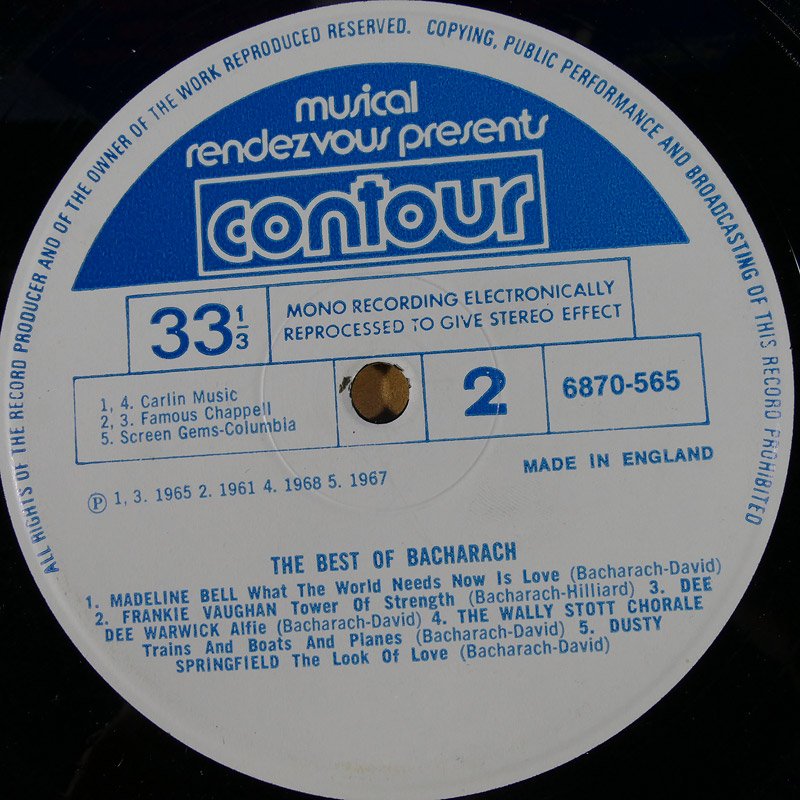 ALL RIGHTS OF THE RECORD PRODUCER AND OF THE OWNER OF THE WORK REPRODUCED RESERVED. COPYING, PUBLIC PERFORMANCE AND BROADCASTING OF THIS RECORD PROHIBITED
musical
rendezvous presents
contour
33 1/3
MONO RECORDING ELECTRONICALLY
REPROCESSED TO GIVE STEREO EFFECT
1, 4. Carlin Music
2, 3. Famous Chappell
5. Screen Gems-Columbia
2
6870-565
MADE IN ENGLAND
Ⓟ 1, 3. 1965 2. 1961 4. 1968 5. 1967
THE BEST OF BACHARACH
1. MADELINE BELL What The World Needs Now Is Love (Bacharach-David)
2. FRANKIE VAUGHAN Tower Of Strength (Bacharach-Hilliard) 3. DEE
DEE WARWICK Alfie (Bacharach-David) 4. THE WALLY STOTT CHORALE
Trains And Boats And Planes (Bacharach-David) 5. DUSTY
SPRINGFIELD The Look Of Love (Bacharach-David)